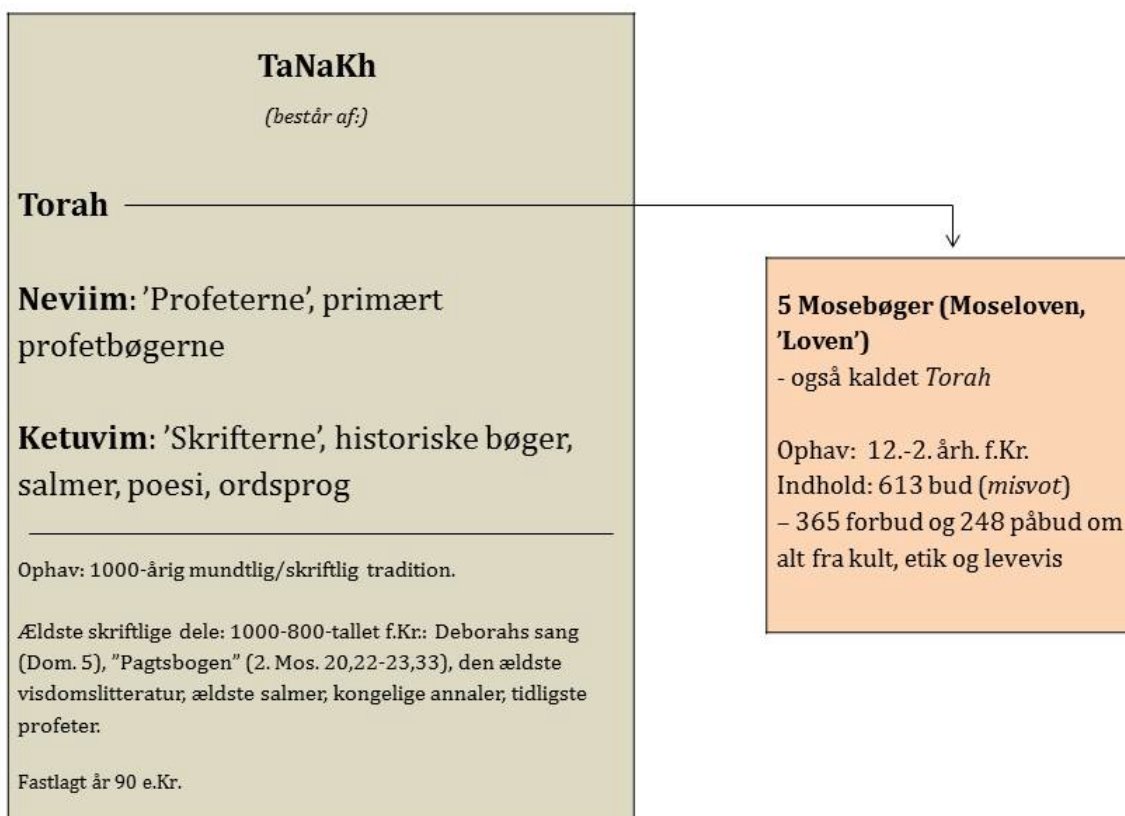 TaNaKh
(består af:)
Torah
Neviim: ’Profeterne’, primært
profetbøgerne
Ketuvim: ’Skrifterne’, historiske bøger,
salmer, poesi, ordsprog
Ophav: 1000-årig mundtlig/skriftlig tradition.
Ældste skriftlige dele: 1000-800-tallet f.Kr.: Deborahs sang
(Dom. 5), ”Pagtsbogen” (2. Mos. 20,22-23,33), den ældste
visdomslitteratur, ældste salmer, kongelige annaler, tidligste
profeter.
Fastlagt år 90 e.Kr.
5 Mosebøger (Moseloven,
’Loven’)
- også kaldet Torah
Ophav: 12.-2. årh. f.Kr.
Indhold: 613 bud (misvot)
– 365 forbud og 248 påbud om
alt fra kult, etik og levevis